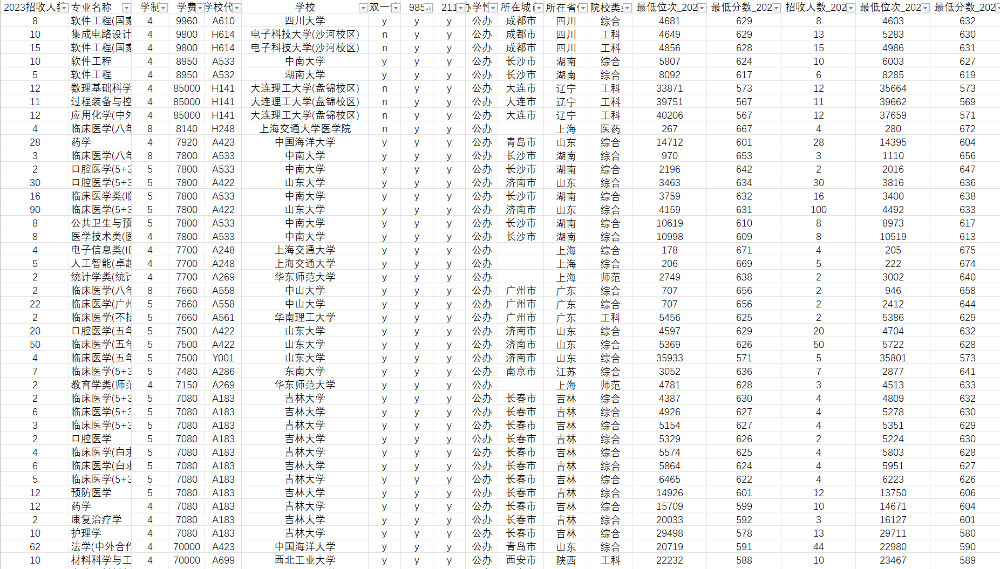 2023招收人数 专业名称 学制 学费 学校代 学校 双一 985 211 办学性 所在城市 所在省份 院校类 最低位次_202 最低分数_202 招收人数_202 最低位次_202 最低分数_202
8 软件工程(国家 4 9960 A610 四川大学 y y y 公办 成都市 四川 综合 4681 629 8 4603 632
10 集成电路设计 4 9800 H614 电子科技大学(沙河校区) n y y 公办 成都市 四川 工科 4649 629 13 5283 630
15 软件工程(国家 4 9800 H614 电子科技大学(沙河校区) n y y 公办 成都市 四川 工科 4856 628 15 4986 631
10 软件工程 4 8950 A533 中南大学 y y y 公办 长沙市 湖南 综合 5807 624 10 6003 627
5 软件工程 4 8950 A532 湖南大学 y y y 公办 长沙市 湖南 综合 8092 617 6 8285 619
12 数理基础科学 4 85000 H141 大连理工大学(盘锦校区) n y y 公办 大连市 辽宁 工科 33871 573 12 35664 573
11 过程装备与控 4 85000 H141 大连理工大学(盘锦校区) n y y 公办 大连市 辽宁 工科 39751 567 11 39662 569
12 应用化学(中外 4 85000 H141 大连理工大学(盘锦校区) n y y 公办 大连市 辽宁 工科 40206 567 12 37659 571
4 临床医学(八年 8 8140 H248 上海交通大学医学院 n y y 公办 上海 医药 267 667 4 280 672
28 药学 4 7920 A423 中国海洋大学 y y y 公办 青岛市 山东 综合 14712 601 28 14395 604
3 临床医学(八年 8 7800 A533 中南大学 y y y 公办 长沙市 湖南 综合 970 653 3 1110 656
2 口腔医学(5+3 5 7800 A533 中南大学 y y y 公办 长沙市 湖南 综合 2196 642 2 2016 647
30 口腔医学(5+3 5 7800 A422 山东大学 y y y 公办 济南市 山东 综合 3463 634 30 3816 636
16 临床医学类(临 5 7800 A533 中南大学 y y y 公办 长沙市 湖南 综合 3759 632 16 3400 638
90 临床医学(5+3 5 7800 A422 山东大学 y y y 公办 济南市 山东 综合 4159 631 100 4492 633
8 公共卫生与预 5 7800 A533 中南大学 y y y 公办 长沙市 湖南 综合 10619 610 8 8973 617
8 医学技术类(医 4 7800 A533 中南大学 y y y 公办 长沙市 湖南 综合 10998 609 8 10519 613
4 电子信息类(IE 4 7700 A248 上海交通大学 y y y 公办 上海 综合 178 671 4 205 675
5 人工智能(卓越 4 7700 A248 上海交通大学 y y y 公办 上海 综合 206 669 5 222 674
2 统计学类(统计 4 7700 A269 华东师范大学 y y y 公办 上海 师范 2749 638 2 3002 640
2 临床医学(八年 8 7660 A558 中山大学 y y y 公办 广州市 广东 综合 707 656 2 946 658
22 临床医学(广州 5 7660 A558 中山大学 y y y 公办 广州市 广东 综合 707 656 2 2412 644
2 临床医学(不招 5 7660 A561 华南理工大学 y y y 公办 广州市 广东 工科 5456 625 2 5386 629
20 口腔医学(五年 5 7500 A422 山东大学 y y y 公办 济南市 山东 综合 4597 629 20 4704 632
50 临床医学(五年 5 7500 A422 山东大学 y y y 公办 济南市 山东 综合 5369 626 50 5722 628
4 临床医学(五年 5 7500 Y001 山东大学 y y y 公办 济南市 山东 综合 35933 571 5 35801 573
7 临床医学(5+3 5 7480 A286 东南大学 y y y 公办 南京市 江苏 综合 3052 636 7 2877 641
2 教育学类(师范 4 7150 A269 华东师范大学 y y y 公办 上海 师范 4781 628 3 4513 633
2 临床医学(5+3 5 7080 A183 吉林大学 y y y 公办 长春市 吉林 综合 4387 630 4 4809 632
6 临床医学(5+3 5 7080 A183 吉林大学 y y y 公办 长春市 吉林 综合 4926 627 4 5278 630
3 临床医学(5+3 5 7080 A183 吉林大学 y y y 公办 长春市 吉林 综合 5154 627 4 5351 629
2 口腔医学 5 7080 A183 吉林大学 y y y 公办 长春市 吉林 综合 5329 626 2 5224 630
4 临床医学(白求 5 7080 A183 吉林大学 y y y 公办 长春市 吉林 综合 5574 625 4 5803 628
6 临床医学(白求 5 7080 A183 吉林大学 y y y 公办 长春市 吉林 综合 5864 624 4 5951 627
5 临床医学(5+3 5 7080 A183 吉林大学 y y y 公办 长春市 吉林 综合 6465 622 4 6223 626
12 预防医学 5 7080 A183 吉林大学 y y y 公办 长春市 吉林 综合 14926 601 12 13750 606
12 药学 4 7080 A183 吉林大学 y y y 公办 长春市 吉林 综合 15709 599 10 14671 604
2 康复治疗学 4 7080 A183 吉林大学 y y y 公办 长春市 吉林 综合 20033 592 3 16127 601
10 护理学 4 7080 A183 吉林大学 y y y 公办 长春市 吉林 综合 29498 578 13 29711 580
62 法学(中外合作 4 70000 A423 中国海洋大学 y y y 公办 青岛市 山东 综合 20719 591 44 22980 590
10 材料科学与工 4 70000 A699 西北工业大学 y y y 公办 西安市 陕西 工科 22232 588 10 23467 589